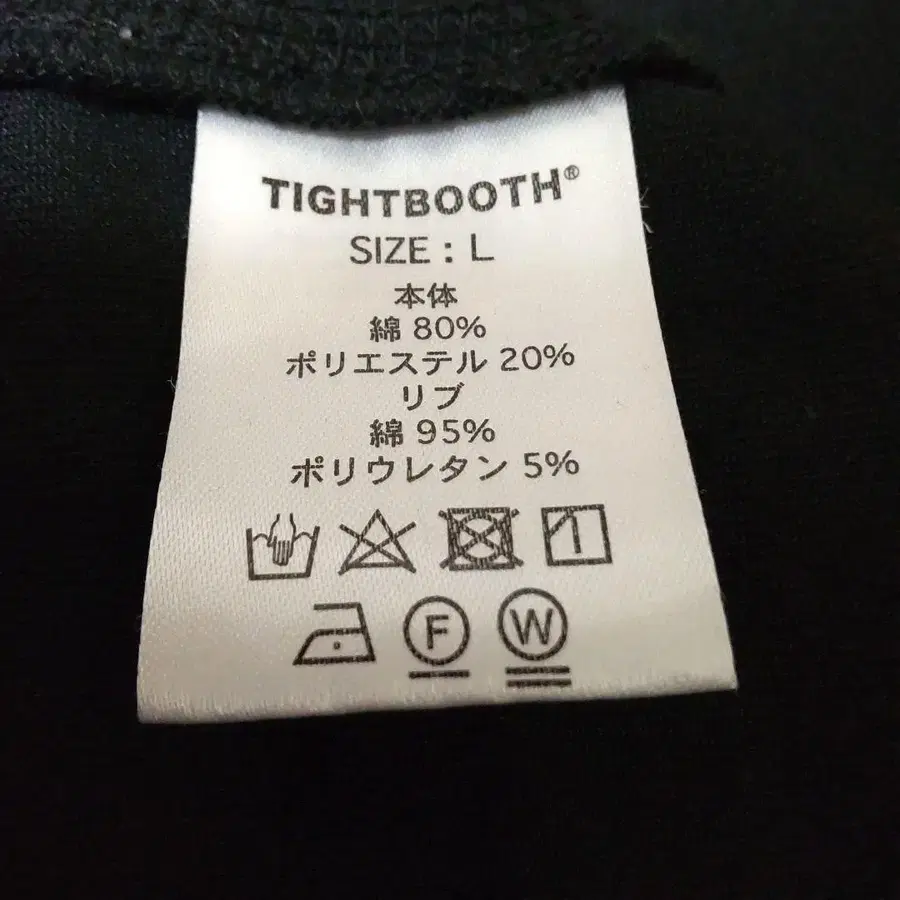 TIGHTBOOTH®
SIZE : L
本体
綿 80%
ポリエステル 20%
リブ
綿 95%
ポリウレタン 5%
F W